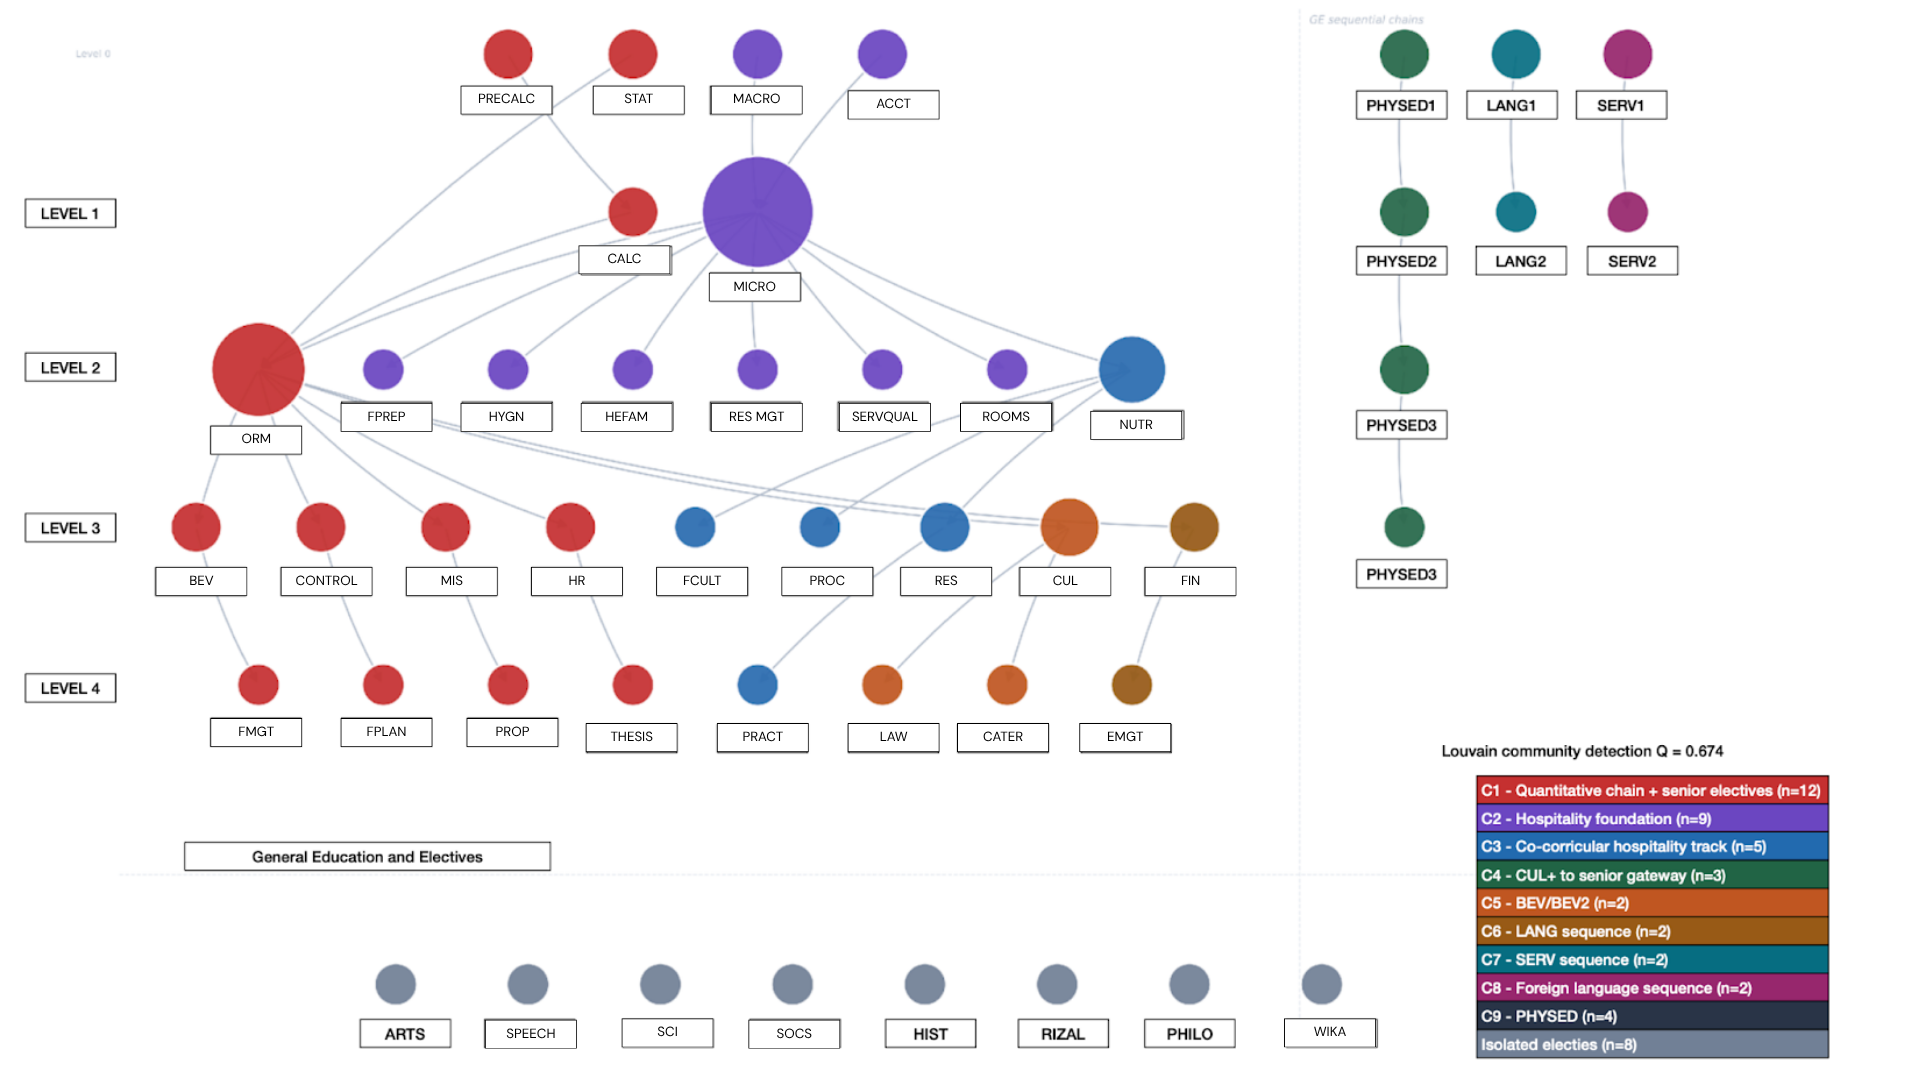 GE sequential chains
Level 0
PRECALC
STAT
MACRO
ACCT
PHYSED1
LANG1
SERV1
LEVEL 1
CALC
MICRO
PHYSED2
LANG2
SERV2
LEVEL 2
ORM
FPREP
HYGN
HEFAM
RES MGT
SERVQUAL
ROOMS
NUTR
PHYSED3
LEVEL 3
BEV
CONTROL
MIS
HR
FCULT
PROC
RES
CUL
FIN
PHYSED3
LEVEL 4
FMGT
FPLAN
PROP
THESIS
PRACT
LAW
CATER
EMGT
Louvain community detection Q = 0.674
C1 - Quantitative chain + senior electives (n=12)
C2 - Hospitality foundation (n=9)
C3 - Co-corricular hospitality track (n=5)
C4 - CUL+ to senior gateway (n=3)
C5 - BEV/BEV2 (n=2)
C6 - LANG sequence (n=2)
C7 - SERV sequence (n=2)
C8 - Foreign language sequence (n=2)
C9 - PHYSED (n=4)
Isolated electies (n=8)
General Education and Electives
ARTS
SPEECH
SCI
SOCS
HIST
RIZAL
PHILO
WIKA